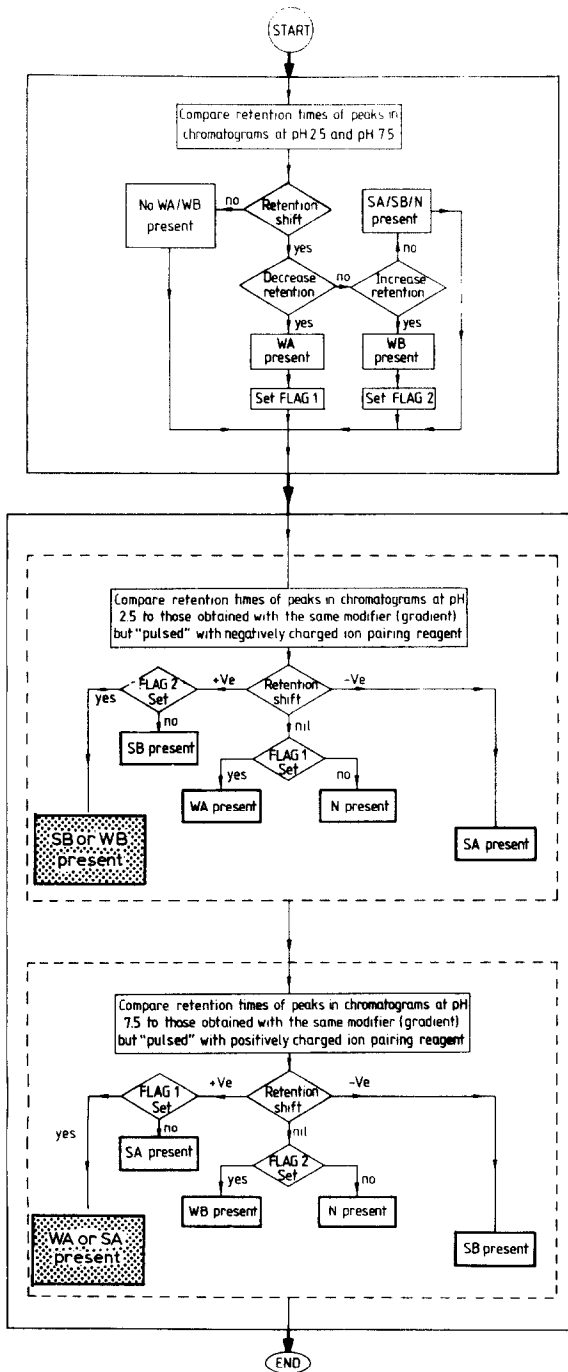 START
Compare retention times of peaks in
chromatograms at pH 2.5 and pH 7.5
No WA/WB
present
no
Retention
shift
SA/SB/N
present
yes
no
Decrease
retention
no
Increase
retention
yes
yes
WA
present
WB
present
Set FLAG 1
Set FLAG 2
Compare retention times of peaks in chromatograms at pH
2.5 to those obtained with the same modifier (gradient)
but "pulsed" with negatively charged ion pairing reagent
yes
FLAG 2
Set
+Ve
Retention
shift
-Ve
no
nil
SB present
FLAG 1
Set
yes
no
WA present
N present
SB or WB
present
SA present
Compare retention times of peaks in chromatograms at pH
7.5 to those obtained with the same modifier (gradient)
but "pulsed" with positively charged ion pairing reagent
FLAG 1
Set
+Ve
Retention
shift
-Ve
yes
no
nil
SA present
FLAG 2
Set
yes
no
WB present
N present
WA or SA
present
SB present
END